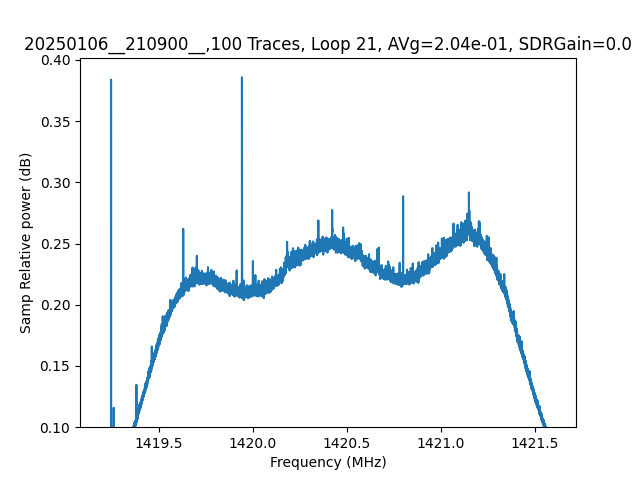 20250106__210900__,100 Traces, Loop 21, AVg=2.04e-01, SDRGain=0.0
0.40
0.35
0.30
0.25
0.20
0.15
0.10
Samp Relative power (dB)
1419.5 1420.0 1420.5 1421.0 1421.5
Frequency (MHz)